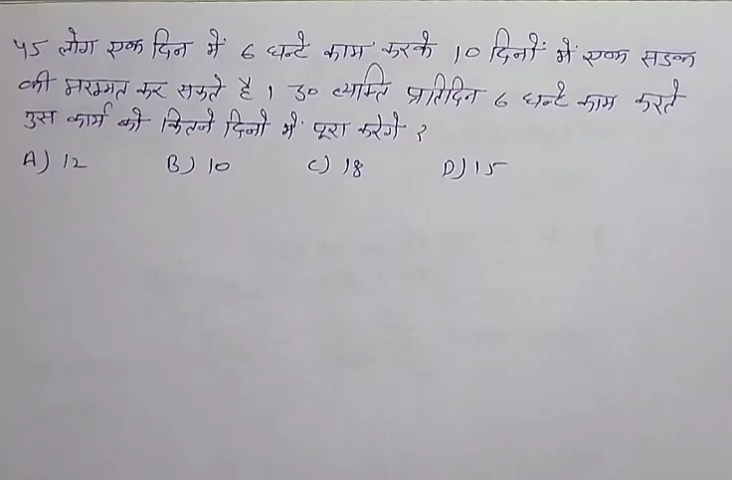 45 लोग एक दिन में 6 घन्टे काम करके 10 दिनों में एक सडक
की मरम्मत कर सकते है। 30 व्यक्ति प्रतिदिन 6 घन्टे काम करते
उस कार्य को कितने दिनो में पूरा करेगे ?
A) 12 B) 10 C) 18 D) 15